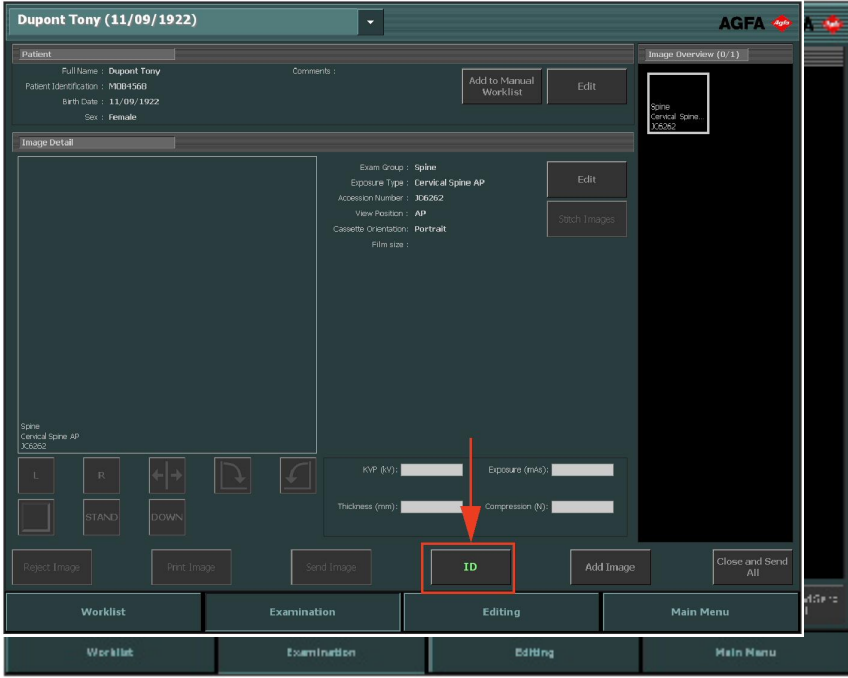 Dupont Tony (11/09/1922)
AGFA
Patient
Full Name : Dupont Tony
Patient Identification : M0B4568
Birth Date : 11/09/1922
Sex : Female
Comments :
Add to Manual
Worklist
Edit
Image Overview (0/1)
Spine
Cervical Spine...
JC6262
Image Detail
Exam Group : Spine
Exposure Type : Cervical Spine AP
Accession Number : JC6262
View Position : AP
Cassette Orientation: Portrait
Film size :
Edit
Stitch Images
Spine
Cervical Spine AP
JC6262
L
R
STAND
DOWN
KVP (kV):
Exposure (mAs):
Thickness (mm):
Compression (N):
Reject Image
Print Image
Send Image
ID
Add Image
Close and Send
All
Worklist
Examination
Editing
Main Menu
Worklist
Examination
Editing
Main Menu